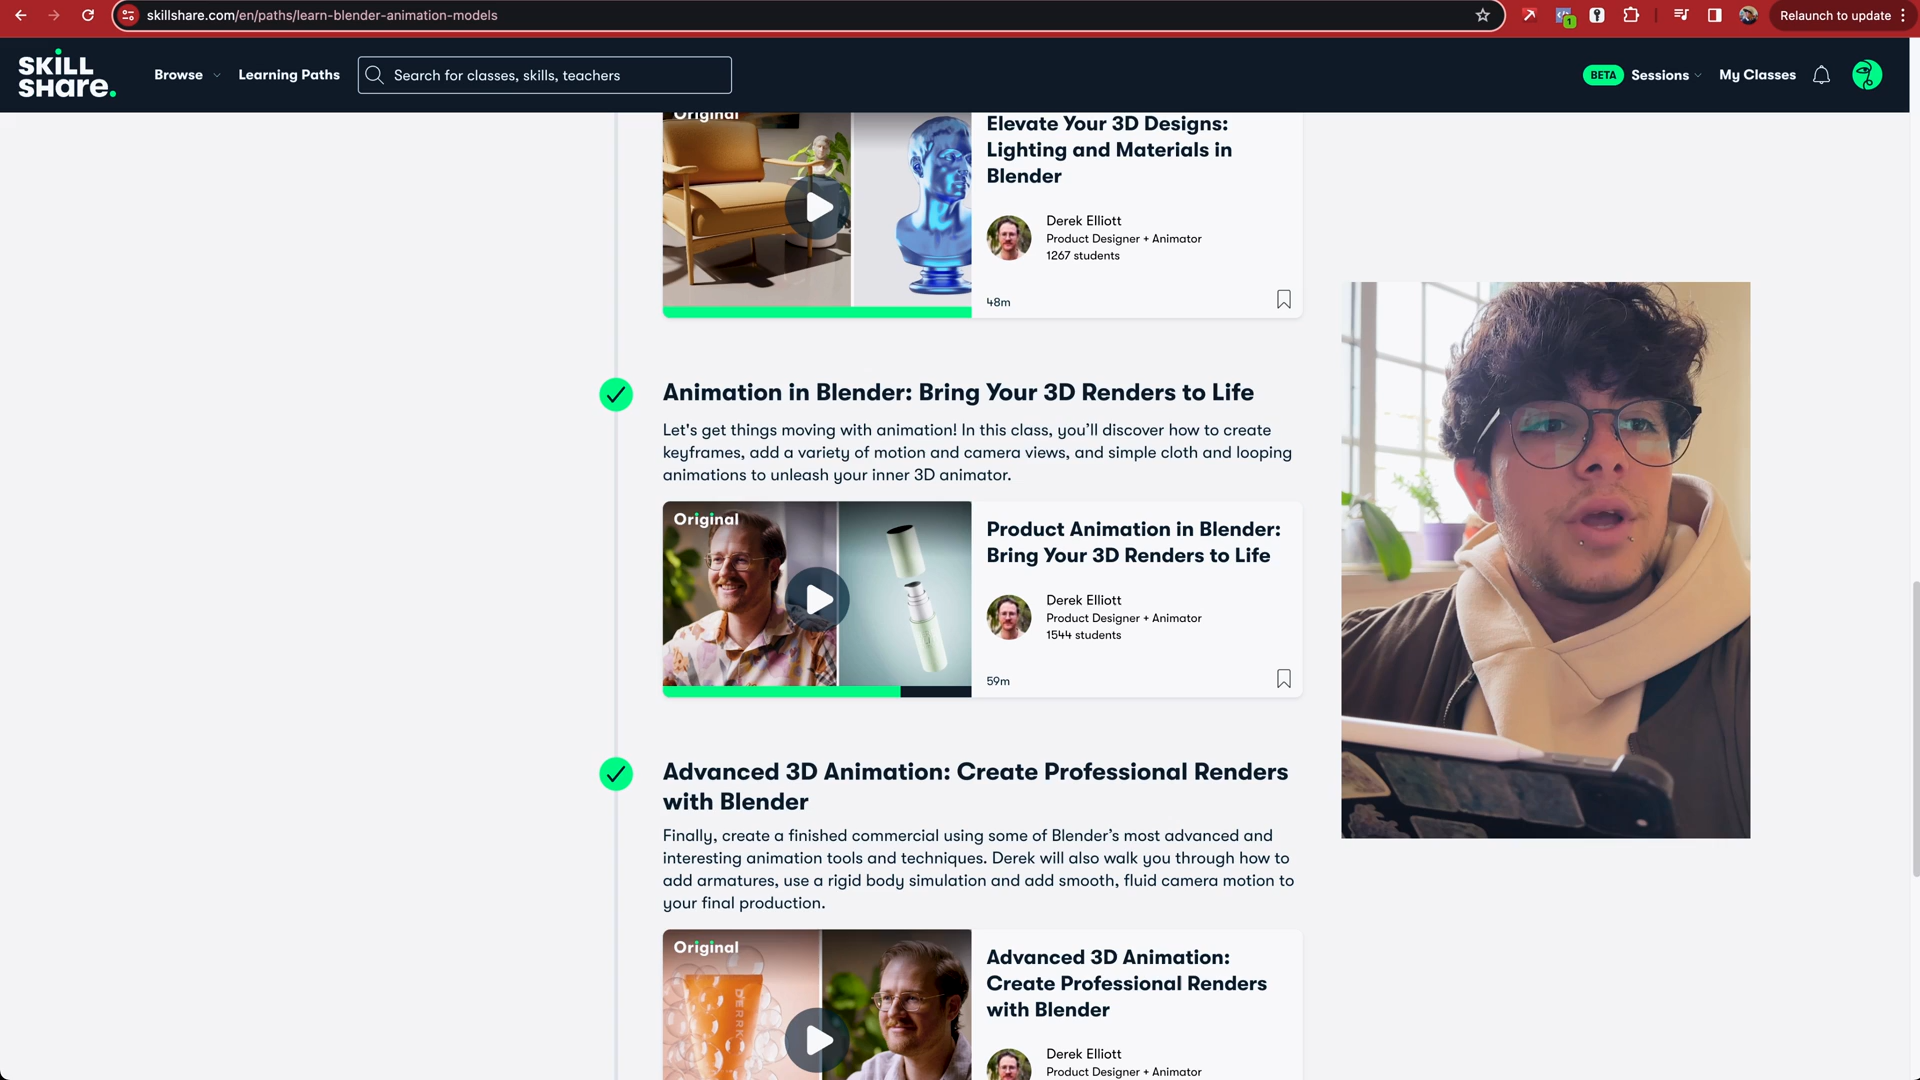 skillshare.com/en/paths/learn-blender-animation-models
1
Relaunch to update
SKILL
SHARE.
Browse
Learning Paths
Search for classes, skills, teachers
BETA
Sessions
My Classes
Original
Elevate Your 3D Designs:
Lighting and Materials in
Blender
Derek Elliott
Product Designer + Animator
1267 students
48m
Animation in Blender: Bring Your 3D Renders to Life
Let's get things moving with animation! In this class, you’ll discover how to create
keyframes, add a variety of motion and camera views, and simple cloth and looping
animations to unleash your inner 3D animator.
Original
Product Animation in Blender:
Bring Your 3D Renders to Life
Derek Elliott
Product Designer + Animator
1544 students
59m
Advanced 3D Animation: Create Professional Renders
with Blender
Finally, create a finished commercial using some of Blender’s most advanced and
interesting animation tools and techniques. Derek will also walk you through how to
add armatures, use a rigid body simulation and add smooth, fluid camera motion to
your final production.
Original
DERRK
Advanced 3D Animation:
Create Professional Renders
with Blender
Derek Elliott
Product Designer + Animator